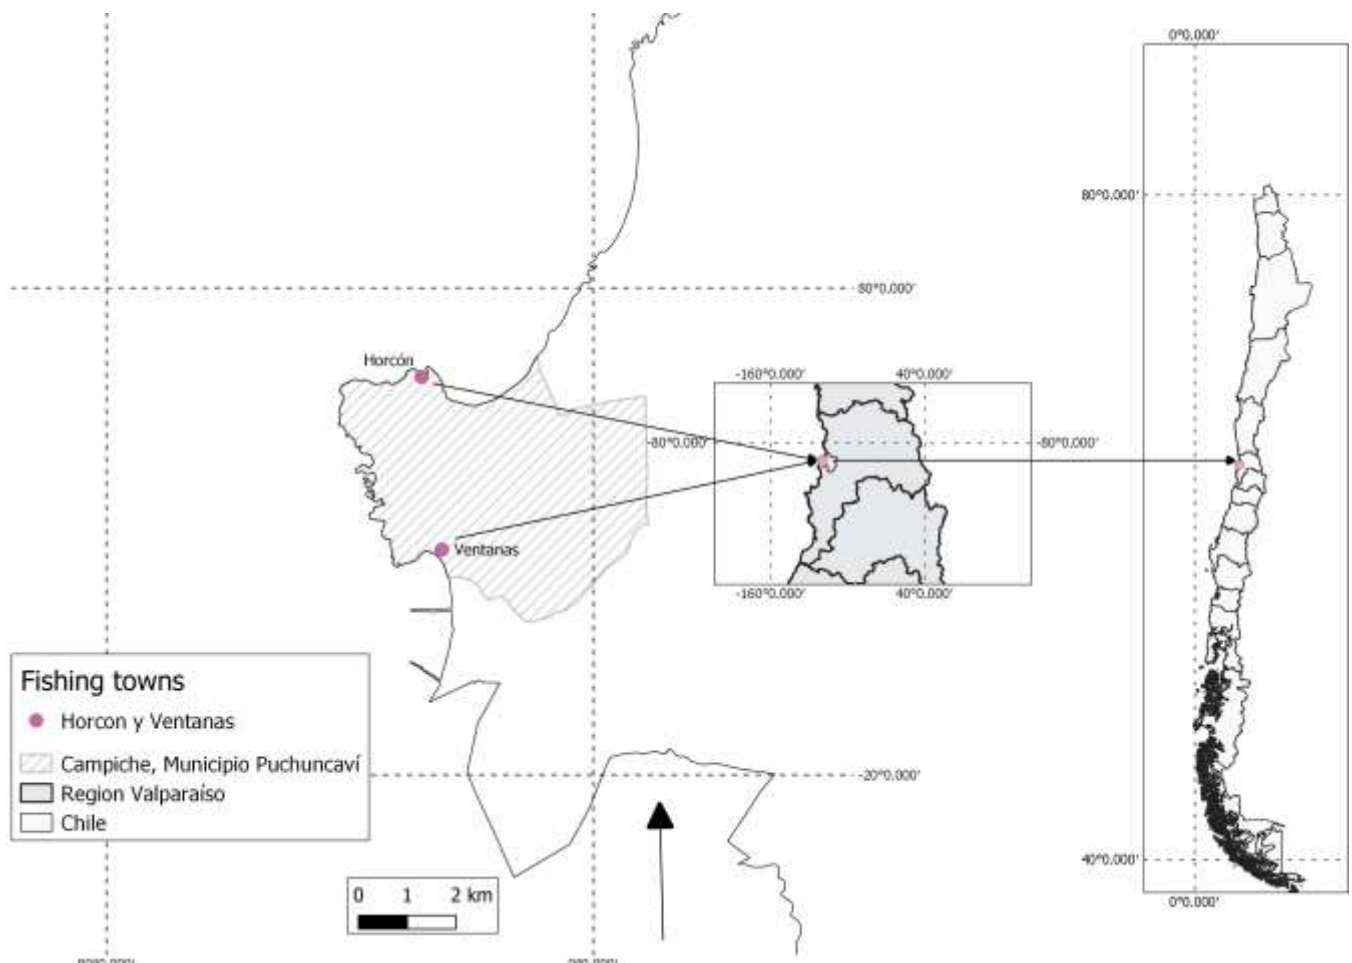 0°0.000'
80°0.000'
80°0.000'
Horcón
-160°0.000'
40°0.000'
-80°0.000'
-80°0.000'
Ventanas
-160°0.000'
40°0.000'
Fishing towns
Horcon y Ventanas
Campiche, Municipio Puchuncaví
Region Valparaíso
Chile
-20°0.000'
40°0.000'
0 1 2 km
0°0.000'